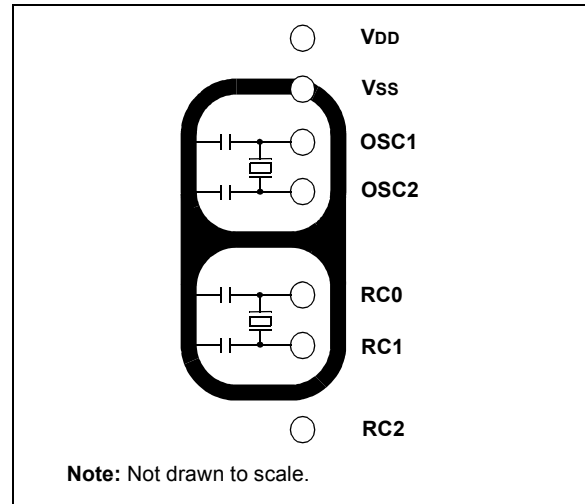 VDD
VSS
OSC1
OSC2
RC0
RC1
RC2
Note: Not drawn to scale.